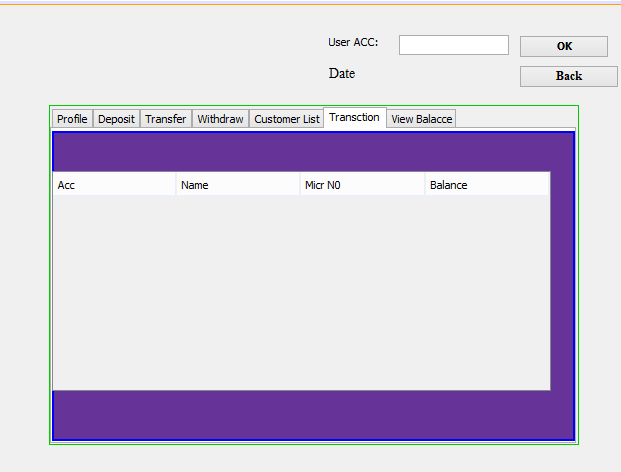 User ACC:
OK
Date
Back
Profile Deposit Transfer Withdraw Customer List Transction View Balacce
Acc Name Micr N0 Balance